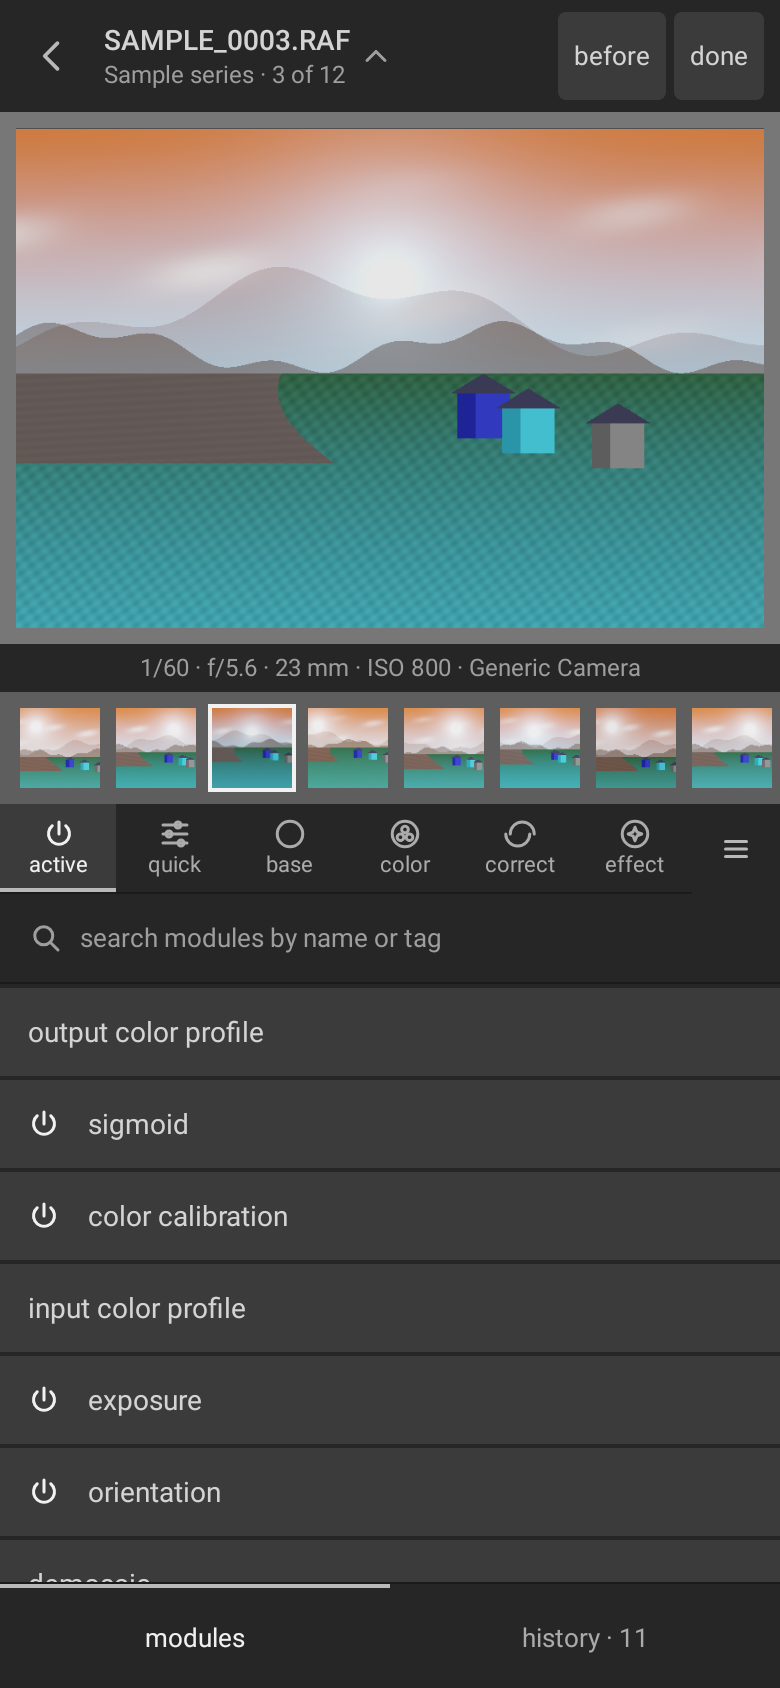 SAMPLE_0003.RAF
Sample series · 3 of 12
before
done
1/60 · f/5.6 · 23 mm · ISO 800 · Generic Camera
active
quick
base
color
correct
effect
search modules by name or tag
output color profile
sigmoid
color calibration
input color profile
exposure
orientation
demosaic
modules
history · 11